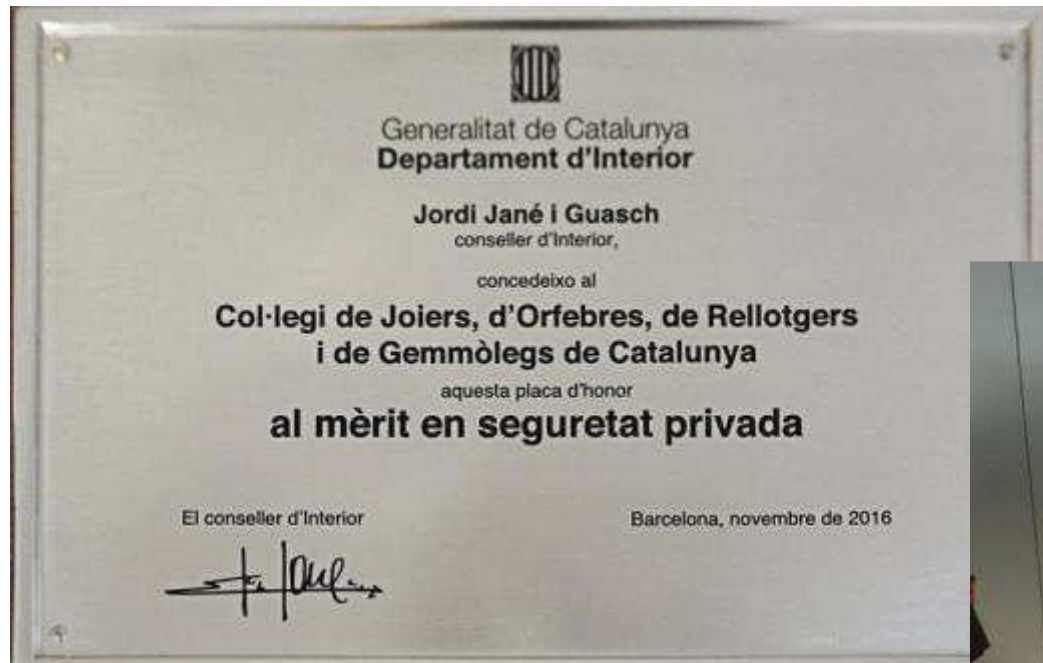 Generalitat de Catalunya
Departament d'Interior
Jordi Jané i Guasch
conseller d'Interior,
concedeixo al
Col·legi de Joiers, d'Orfebres, de Rellotgers
i de Gemmòlegs de Catalunya
aquesta placa d'honor
al mèrit en seguretat privada
El conseller d'Interior
Barcelona, novembre de 2016